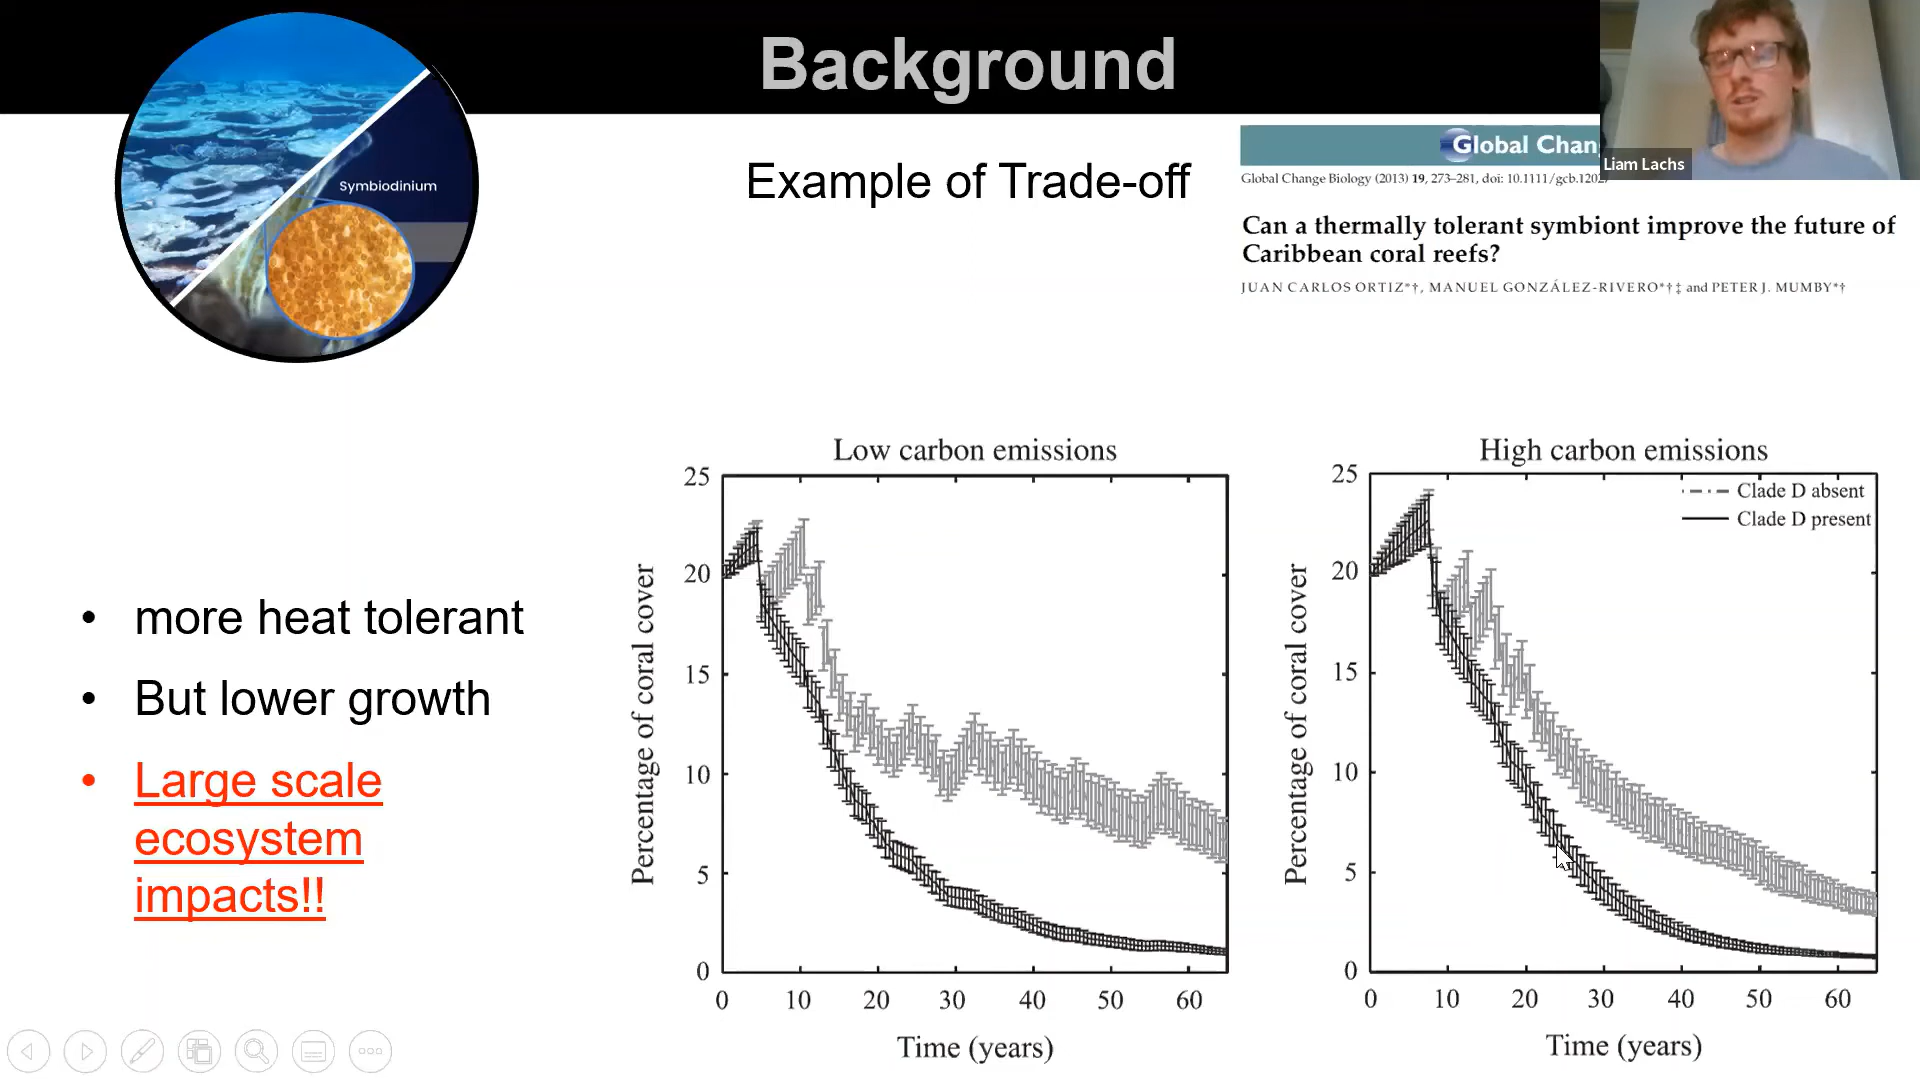 Background
Symbiodinium
Example of Trade-off
Global Chan
Liam Lachs
Global Change Biology (2013) 19, 273–281, doi: 10.1111/gcb.1202
Can a thermally tolerant symbiont improve the future of
Caribbean coral reefs?
JUAN CARLOS ORTIZ*†, MANUEL GONZÁLEZ-RIVERO*†‡ and PETER J. MUMBY*†
• more heat tolerant
• But lower growth
• Large scale
ecosystem
impacts!!
Low carbon emissions
Percentage of coral cover
25
20
15
10
5
0
0 10 20 30 40 50 60
Time (years)
High carbon emissions
Clade D absent
Clade D present
Percentage of coral cover
25
20
15
10
5
0
0 10 20 30 40 50 60
Time (years)